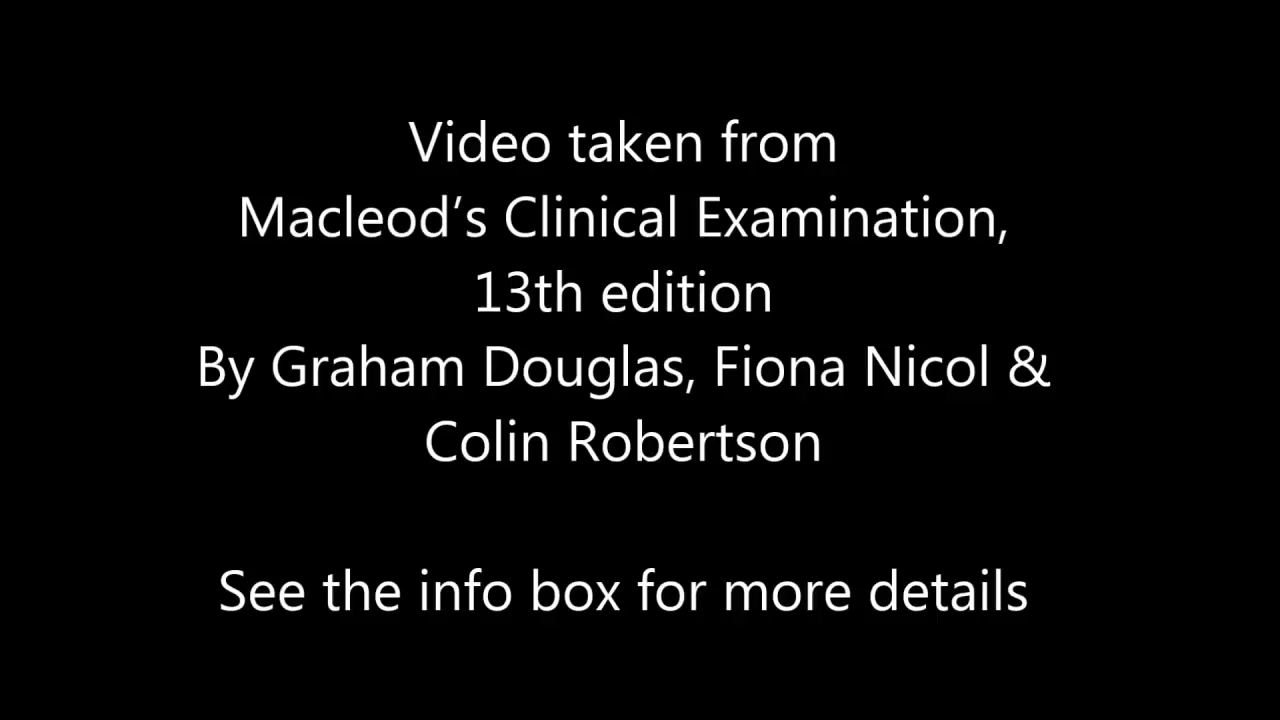 Video taken from
Macleod’s Clinical Examination,
13th edition
By Graham Douglas, Fiona Nicol &
Colin Robertson
See the info box for more details